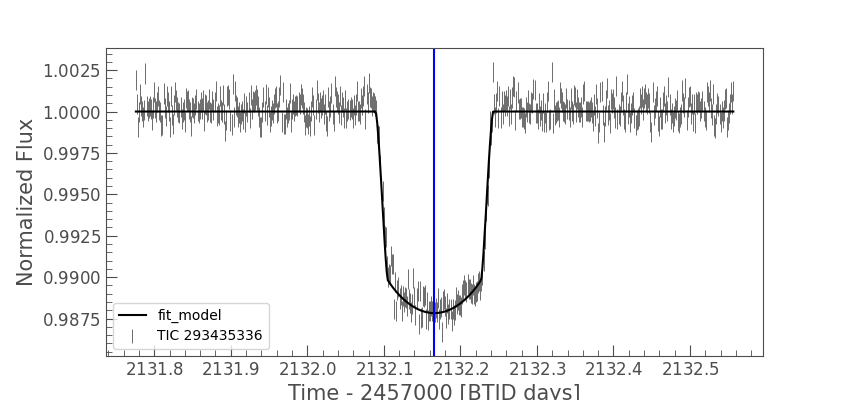 Normalized Flux
1.0025
1.0000
0.9975
0.9950
0.9925
0.9900
0.9875
fit_model
TIC 293435336
2131.8 2131.9 2132.0 2132.1 2132.2 2132.3 2132.4 2132.5
Time - 2457000 [BTJD days]